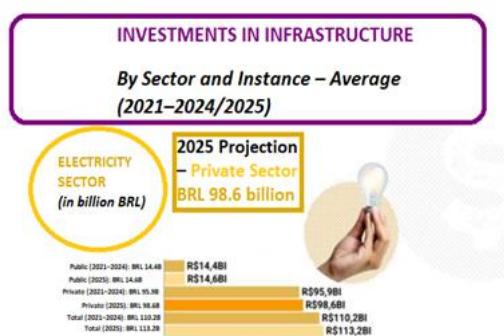 INVESTMENTS IN INFRASTRUCTURE
By Sector and Instance – Average
(2021–2024/2025)
ELECTRICITY
SECTOR
(in billion BRL)
2025 Projection
– Private Sector
BRL 98.6 billion
Public (2021–2024): BRL 14.4B R$14,4BI
Public (2025): BRL 14.6B R$14,6BI
Private (2021–2024): BRL 95.9B R$95,9BI
Private (2025): BRL 98.6B R$98,6BI
Total (2021–2024): BRL 110.2B R$110,2BI
Total (2025): BRL 113.2B R$113,2BI